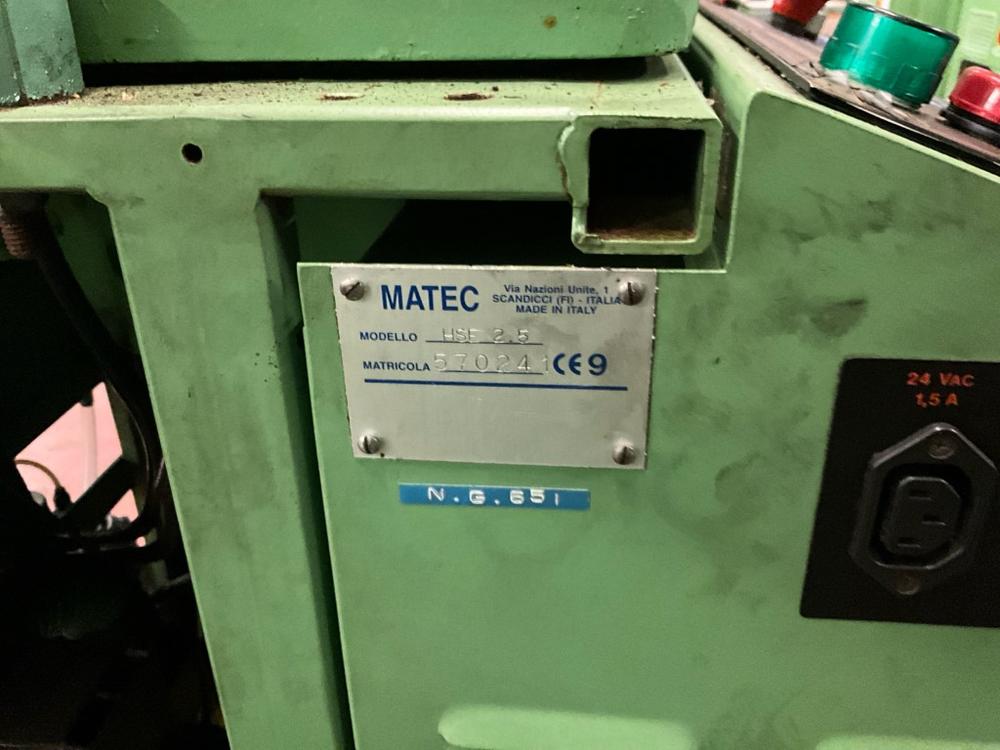 MATEC
Via Nazioni Unite, 1
SCANDICCI (FI) - ITALIA
MADE IN ITALY
MODELLO HSE 2.5
MATRICOLA 570241 CE 9
N.G.651
24 VAC
1,5 A